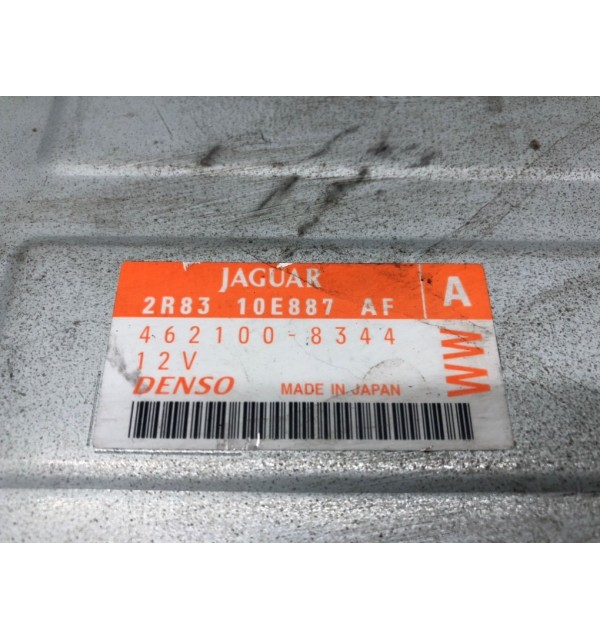 JAGUAR
2R83 10E887 AF
A
462100-8344
12V
DENSO MADE IN JAPAN
WW